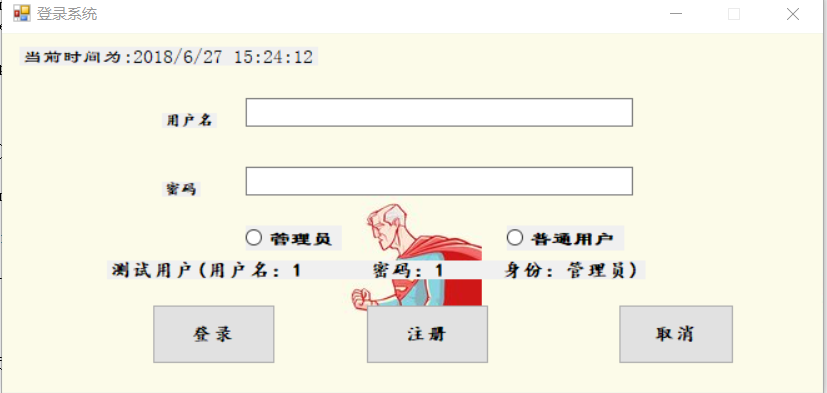 登录系统
当前时间为:2018/6/27 15:24:12
用户名
密码
管理员 普通用户
测试用户(用户名: 1 密码: 1 身份: 管理员)
登录 注册 取消